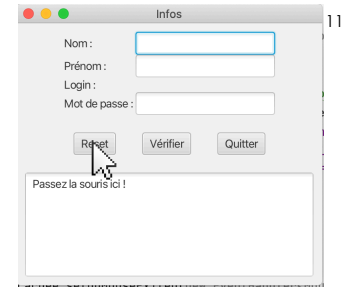 Infos
11
Nom :
Prénom :
Login :
Mot de passe :
Reset Vérifier Quitter
Passez la souris ici !